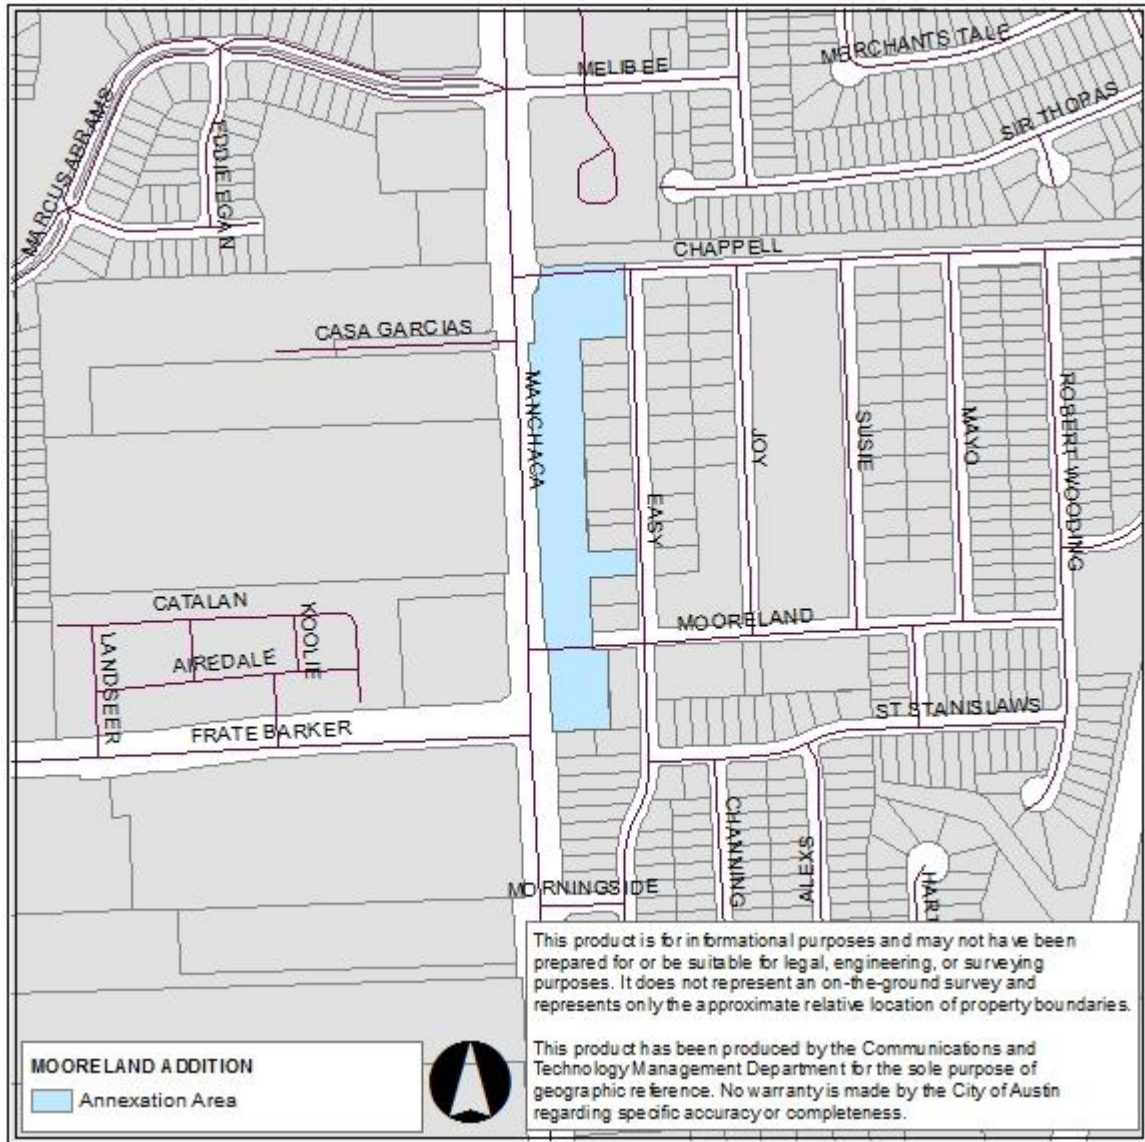 MELIBEE
MERCHANTS TALE
SIR THOPAS
MARCUS ABRAMS
EDDIE EGAN
CHAPPELL
CASA GARCIAS
MANCHACA
JOY
SUSIE
MAYO
ROBERT WOODING
EASY
CATALAN
KOOLIE
MOORELAND
LANDSEER
AIREDALE
FRATE BARKER
ST STANISLAWS
CHANNING
ALEXS
HART
MORNINGSIDE
This product is for informational purposes and may not have been
prepared for or be suitable for legal, engineering, or surveying
purposes. It does not represent an on-the-ground survey and
represents only the approximate relative location of property boundaries.
This product has been produced by the Communications and
Technology Management Department for the sole purpose of
geographic reference. No warranty is made by the City of Austin
regarding specific accuracy or completeness.
MOORELAND ADDITION
Annexation Area